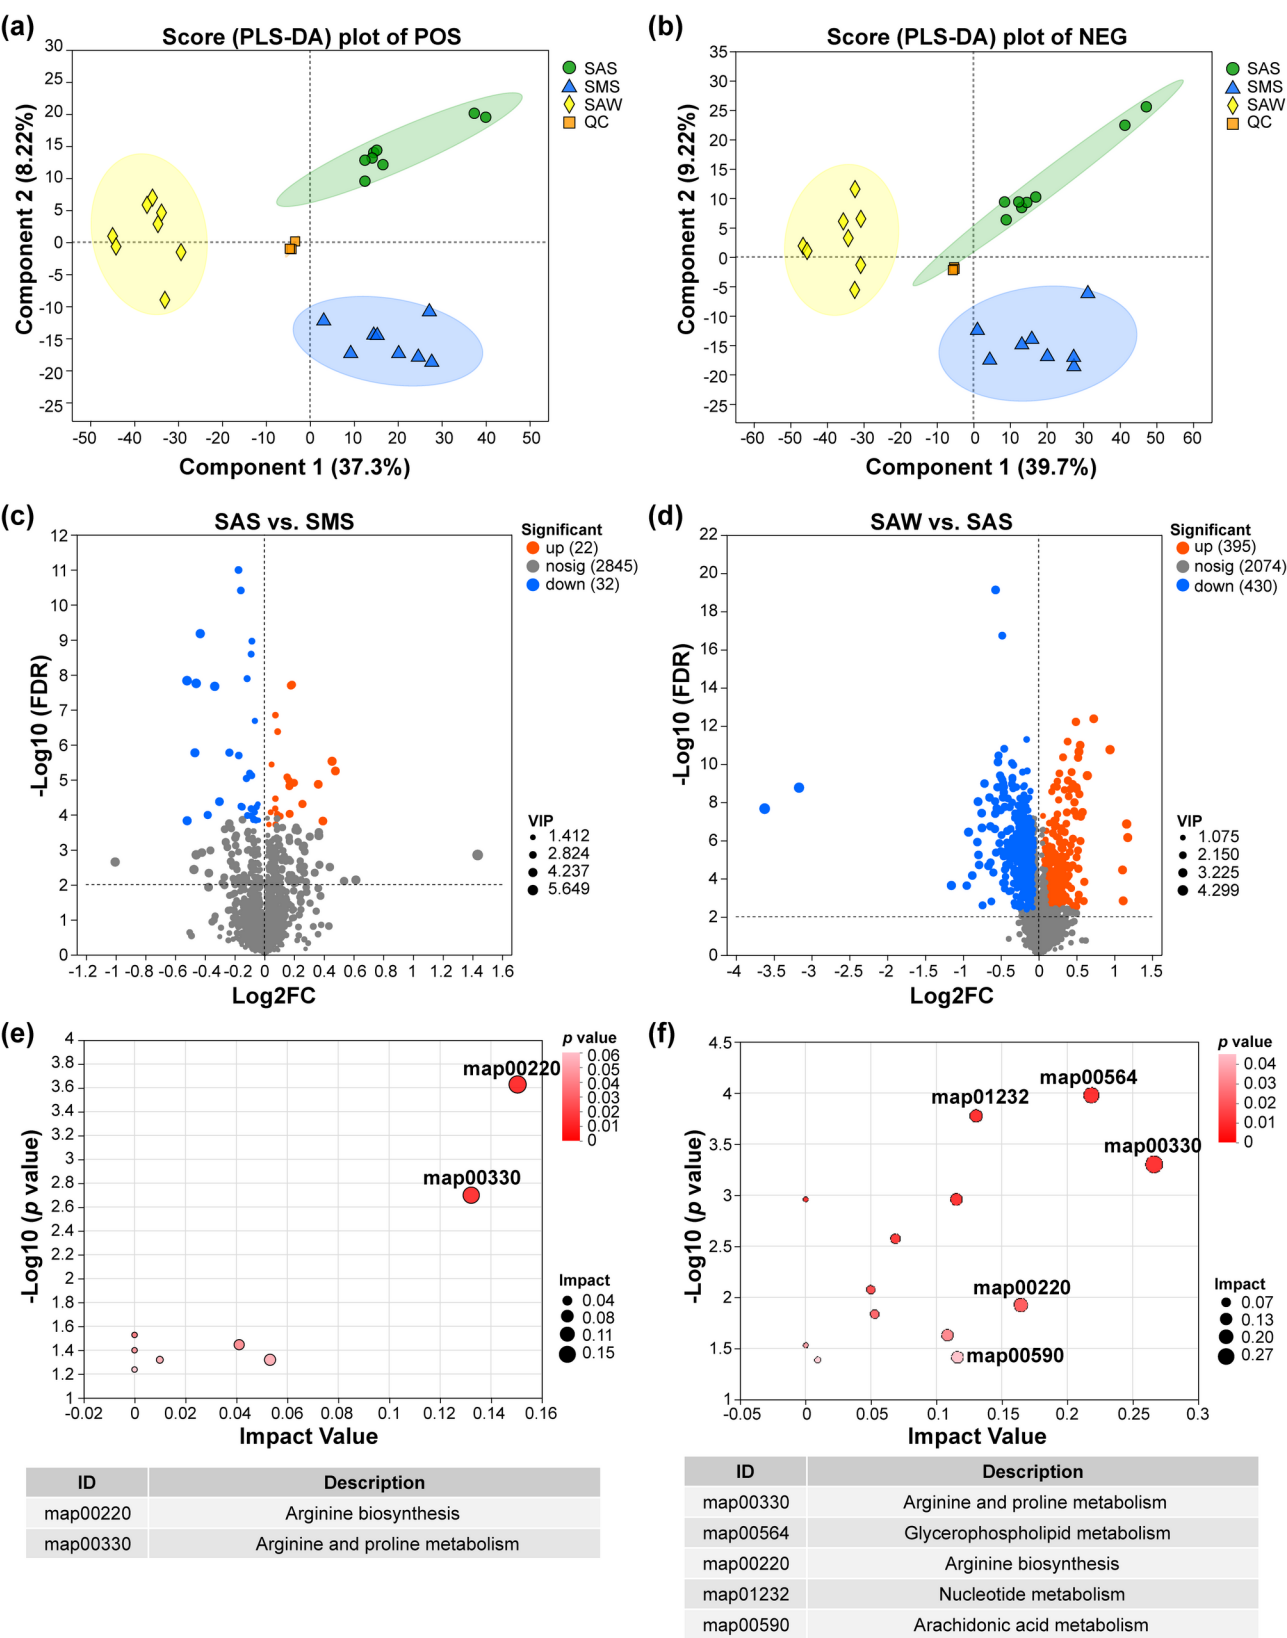 (a)
Score (PLS-DA) plot of POS
30
25
20
15
10
5
0
-5
-10
-15
-20
-25
Component 2 (8.22%)
-50 -40 -30 -20 -10 0 10 20 30 40 50
Component 1 (37.3%)
SAS
SMS
SAW
QC
(b)
Score (PLS-DA) plot of NEG
35
30
25
20
15
10
5
0
-5
-10
-15
-20
-25
Component 2 (9.22%)
-60 -50 -40 -30 -20 -10 0 10 20 30 40 50 60
Component 1 (39.7%)
SAS
SMS
SAW
QC
(c)
SAS vs. SMS
12
11
10
9
8
7
6
5
4
3
2
1
0
-Log10 (FDR)
-1.2 -1 -0.8 -0.6 -0.4 -0.2 0 0.2 0.4 0.6 0.8 1 1.2 1.4 1.6
Log2FC
Significant
up (22)
nosig (2845)
down (32)
VIP
1.412
2.824
4.237
5.649
(d)
SAW vs. SAS
22
20
18
16
14
12
10
8
6
4
2
0
-Log10 (FDR)
-4 -3.5 -3 -2.5 -2 -1.5 -1 -0.5 0 0.5 1 1.5
Log2FC
Significant
up (395)
nosig (2074)
down (430)
VIP
1.075
2.150
3.225
4.299
(e)
4
3.8
3.6
3.4
3.2
3
2.8
2.6
2.4
2.2
2
1.8
1.6
1.4
1.2
1
-Log10 (p value)
map00220
map00330
-0.02 0 0.02 0.04 0.06 0.08 0.1 0.12 0.14 0.16
Impact Value
p value
0.06
0.05
0.04
0.03
0.02
0.01
0
Impact
0.04
0.08
0.11
0.15
(f)
4.5
4
3.5
3
2.5
2
1.5
1
-Log10 (p value)
map00564
map01232
map00330
map00220
map00590
-0.05 0 0.05 0.1 0.15 0.2 0.25 0.3
Impact Value
p value
0.04
0.03
0.02
0.01
0
Impact
0.07
0.13
0.20
0.27
ID Description
map00220 Arginine biosynthesis
map00330 Arginine and proline metabolism
ID Description
map00330 Arginine and proline metabolism
map00564 Glycerophospholipid metabolism
map00220 Arginine biosynthesis
map01232 Nucleotide metabolism
map00590 Arachidonic acid metabolism